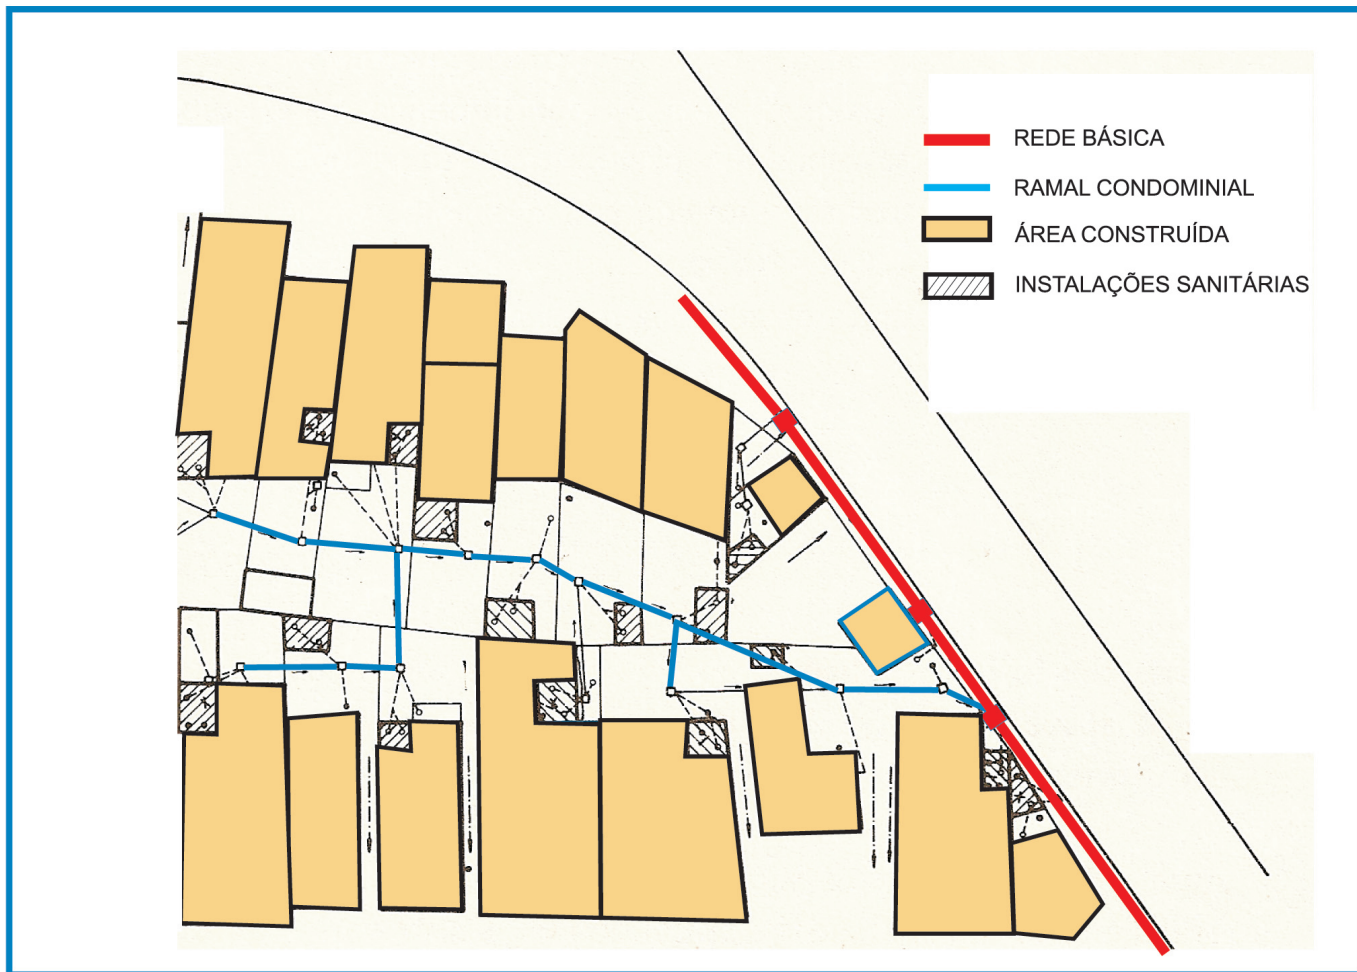 REDE BÁSICA
RAMAL CONDOMINIAL
ÁREA CONSTRUÍDA
INSTALAÇÕES SANITÁRIAS